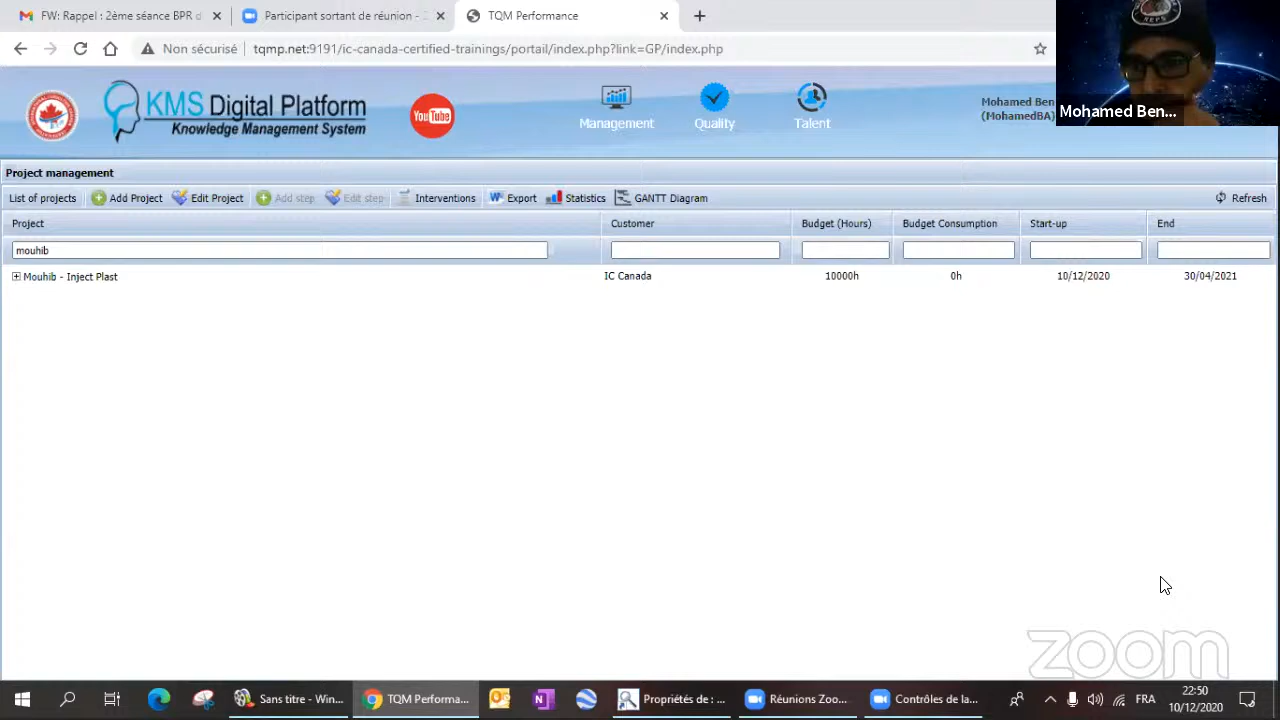 FW: Rappel : 2ème séance BPR d
Participant sortant de réunion - Z
TQM Performance
Non sécurisé
tqmp.net:9191/ic-canada-certified-trainings/portail/index.php?link=GP/index.php
KMS Digital Platform
Knowledge Management System
YouTube
Management
Quality
Talent
Mohamed Ben
(MohamedBA)
Mohamed Ben...
Project management
List of projects
Add Project
Edit Project
Add step
Edit step
Interventions
Export
Statistics
GANTT Diagram
Refresh
Project
Customer
Budget (Hours)
Budget Consumption
Start-up
End
mouhib
Mouhib - Inject Plast
IC Canada
10000h
0h
10/12/2020
30/04/2021
zoom
Sans titre - Win...
TQM Performa...
Propriétés de : ...
Réunions Zoo...
Contrôles de la...
FRA
22:50
10/12/2020